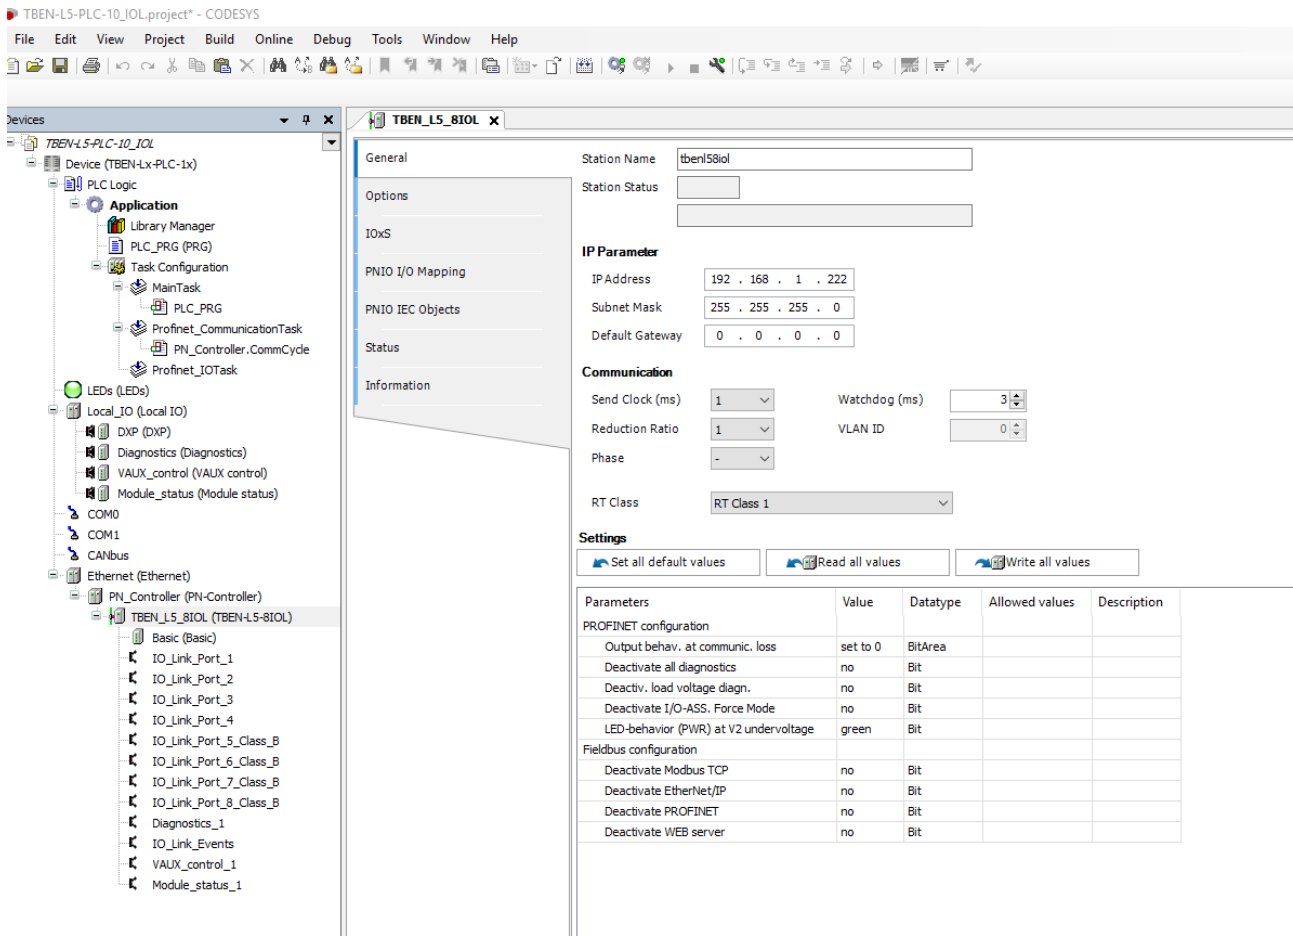 TBEN-L5-PLC-10_IOL.project* - CODESYS
File Edit View Project Build Online Debug Tools Window Help
Devices
TBEN-L5-PLC-10_IOL
Device (TBEN-Lx-PLC-1x)
PLC Logic
Application
Library Manager
PLC_PRG (PRG)
Task Configuration
MainTask
PLC_PRG
Profinet_CommunicationTask
PN_Controller.CommCycle
Profinet_IOTask
LEDs (LEDs)
Local_IO (Local IO)
DXP (DXP)
Diagnostics (Diagnostics)
VAUX_control (VAUX control)
Module_status (Module status)
COM0
COM1
CANbus
Ethernet (Ethernet)
PN_Controller (PN-Controller)
TBEN_L5_8IOL (TBEN-L5-8IOL)
Basic (Basic)
IO_Link_Port_1
IO_Link_Port_2
IO_Link_Port_3
IO_Link_Port_4
IO_Link_Port_5_Class_B
IO_Link_Port_6_Class_B
IO_Link_Port_7_Class_B
IO_Link_Port_8_Class_B
Diagnostics_1
IO_Link_Events
VAUX_control_1
Module_status_1
TBEN_L5_8IOL
General
Options
IOxS
PNIO I/O Mapping
PNIO IEC Objects
Status
Information
Station Name tbenl58iol
Station Status
IP Parameter
IP Address 192 . 168 . 1 . 222
Subnet Mask 255 . 255 . 255 . 0
Default Gateway 0 . 0 . 0 . 0
Communication
Send Clock (ms) 1 Watchdog (ms) 3
Reduction Ratio 1 VLAN ID 0
Phase -
RT Class RT Class 1
Settings
Set all default values Read all values Write all values
Parameters Value Datatype Allowed values Description
PROFINET configuration
Output behav. at communic. loss set to 0 BitArea
Deactivate all diagnostics no Bit
Deactiv. load voltage diagn. no Bit
Deactivate I/O-ASS. Force Mode no Bit
LED-behavior (PWR) at V2 undervoltage green Bit
Fieldbus configuration
Deactivate Modbus TCP no Bit
Deactivate EtherNet/IP no Bit
Deactivate PROFINET no Bit
Deactivate WEB server no Bit